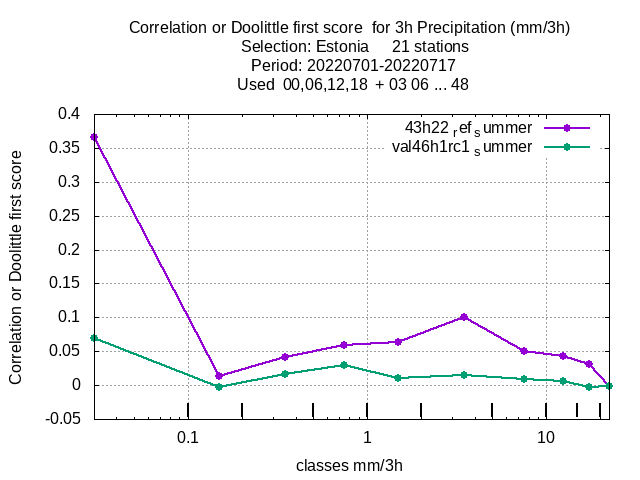 Correlation or Doolittle first score  for 3h Precipitation (mm/3h)
Selection: Estonia     21 stations
Period: 20220701-20220717
Used  00,06,12,18  + 03 06 ... 48
43h22 refsummer
val46h1rc1 summer
0.4
0.35
0.3
0.25
0.2
0.15
0.1
0.05
0
-0.05
Correlation or Doolittle first score
0.1
1
10
classes mm/3h